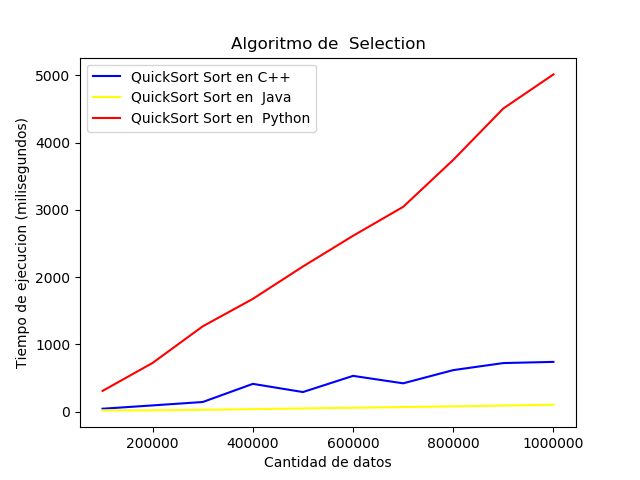 Algoritmo de  Selection
QuickSort Sort en C++
QuickSort Sort en  Java
QuickSort Sort en  Python
Tiempo de ejecucion (milisegundos)
5000
4000
3000
2000
1000
0
200000 400000 600000 800000 1000000
Cantidad de datos